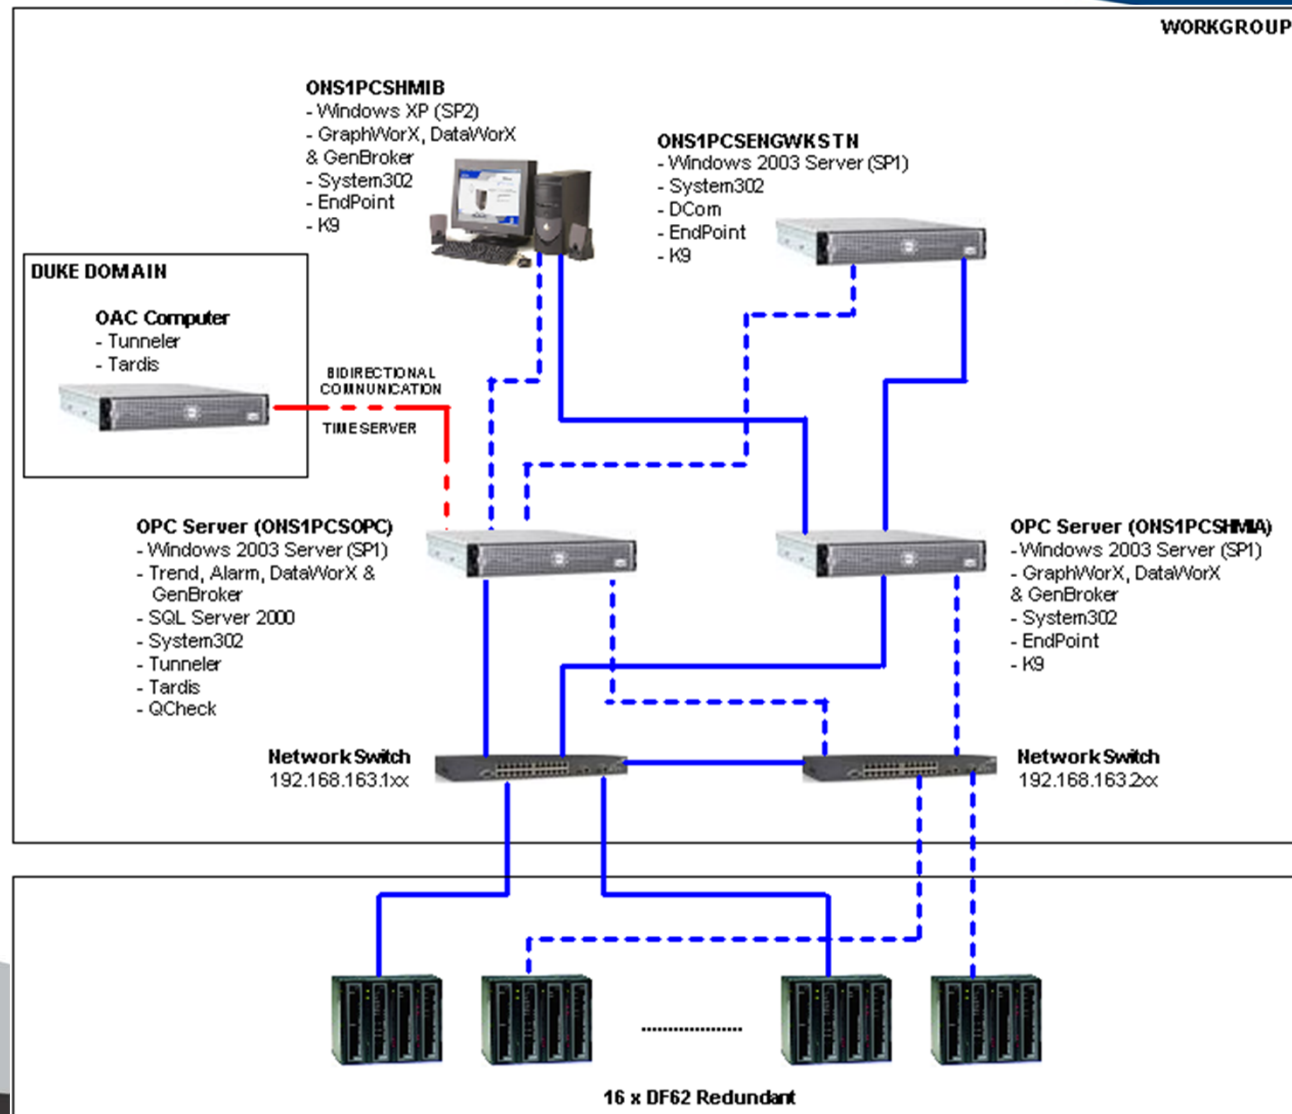 WORKGROUP
ONS1PCSHMIB
- Windows XP (SP2)
- GraphWorX, DataWorX
& GenBroker
- System302
- EndPoint
- K9
ONS1PCSENGWKSTN
- Windows 2003 Server (SP1)
- System302
- DCom
- EndPoint
- K9
DUKE DOMAIN
OAC Computer
- Tunneler
- Tardis
BIDIRECTIONAL
COMMUNICATION
TIME SERVER
OPC Server (ONS1PCSOPC)
- Windows 2003 Server (SP1)
- Trend, Alarm, DataWorX &
GenBroker
- SQL Server 2000
- System302
- Tunneler
- Tardis
- QCheck
OPC Server (ONS1PCSHMIA)
- Windows 2003 Server (SP1)
- GraphWorX, DataWorX
& GenBroker
- System302
- EndPoint
- K9
Network Switch
192.168.163.1xx
Network Switch
192.168.163.2xx
...................
16 x DF62 Redundant